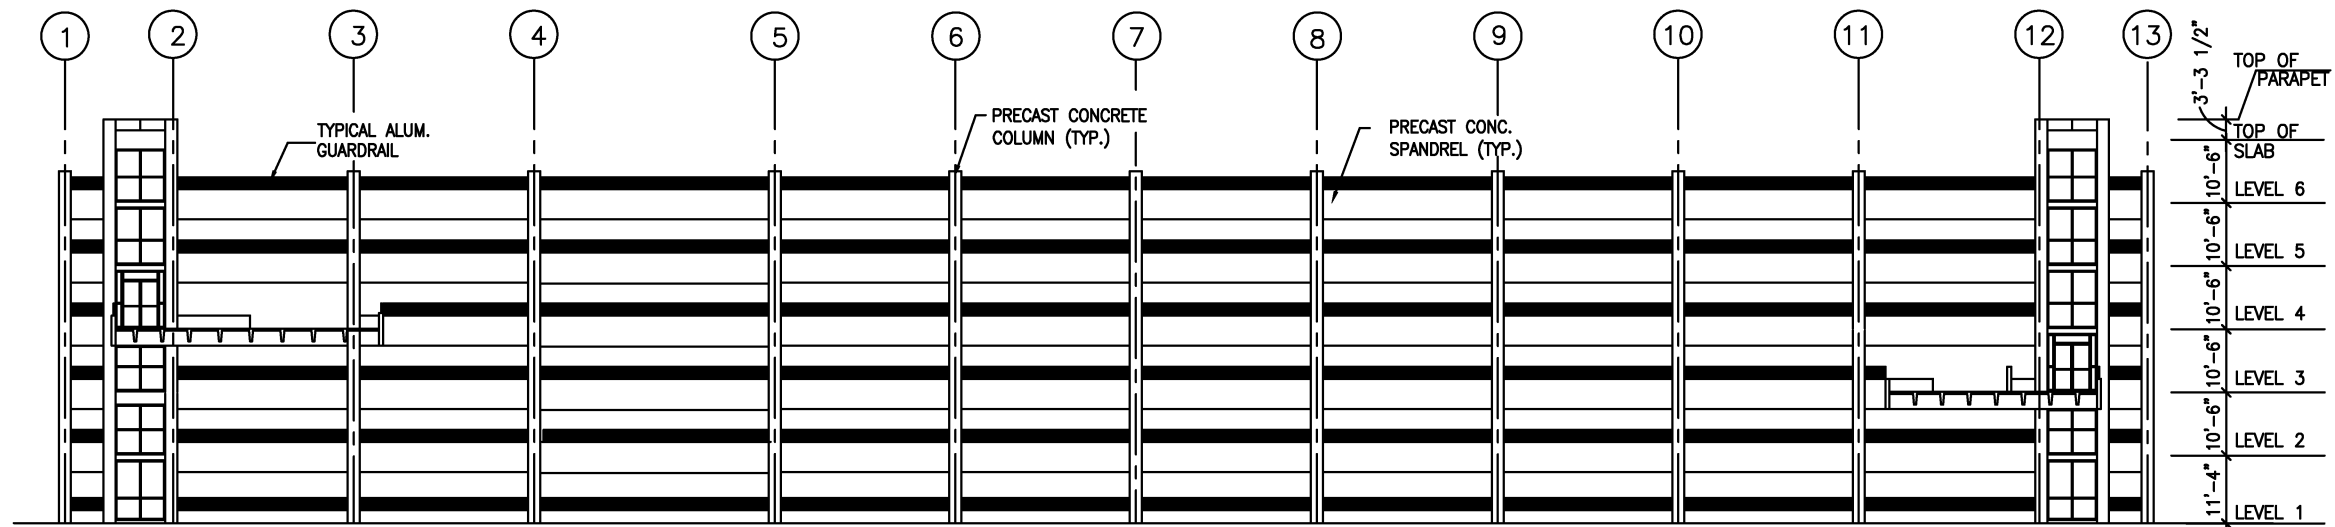 1 2 3 4 5 6 7 8 9 10 11 12 13
3'-3 1/2"
TOP OF
PARAPET
TYPICAL ALUM.
GUARDRAIL
PRECAST CONCRETE
COLUMN (TYP.)
PRECAST CONC.
SPANDREL (TYP.)
TOP OF
SLAB
10'-6"
LEVEL 6
10'-6"
LEVEL 5
10'-6"
LEVEL 4
10'-6"
LEVEL 3
10'-6"
LEVEL 2
11'-4"
LEVEL 1